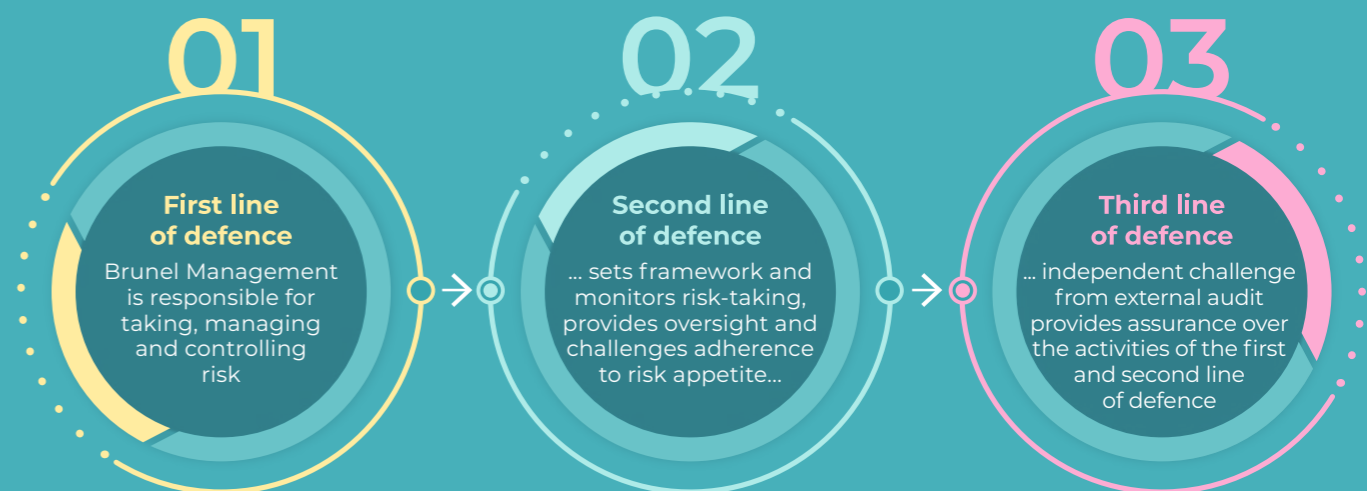 01
First line
of defence
Brunel Management
is responsible for
taking, managing
and controlling
risk
02
Second line
of defence
... sets framework and
monitors risk-taking,
provides oversight and
challenges adherence
to risk appetite...
03
Third line
of defence
... independent challenge
from external audit
provides assurance over
the activities of the first
and second line
of defence